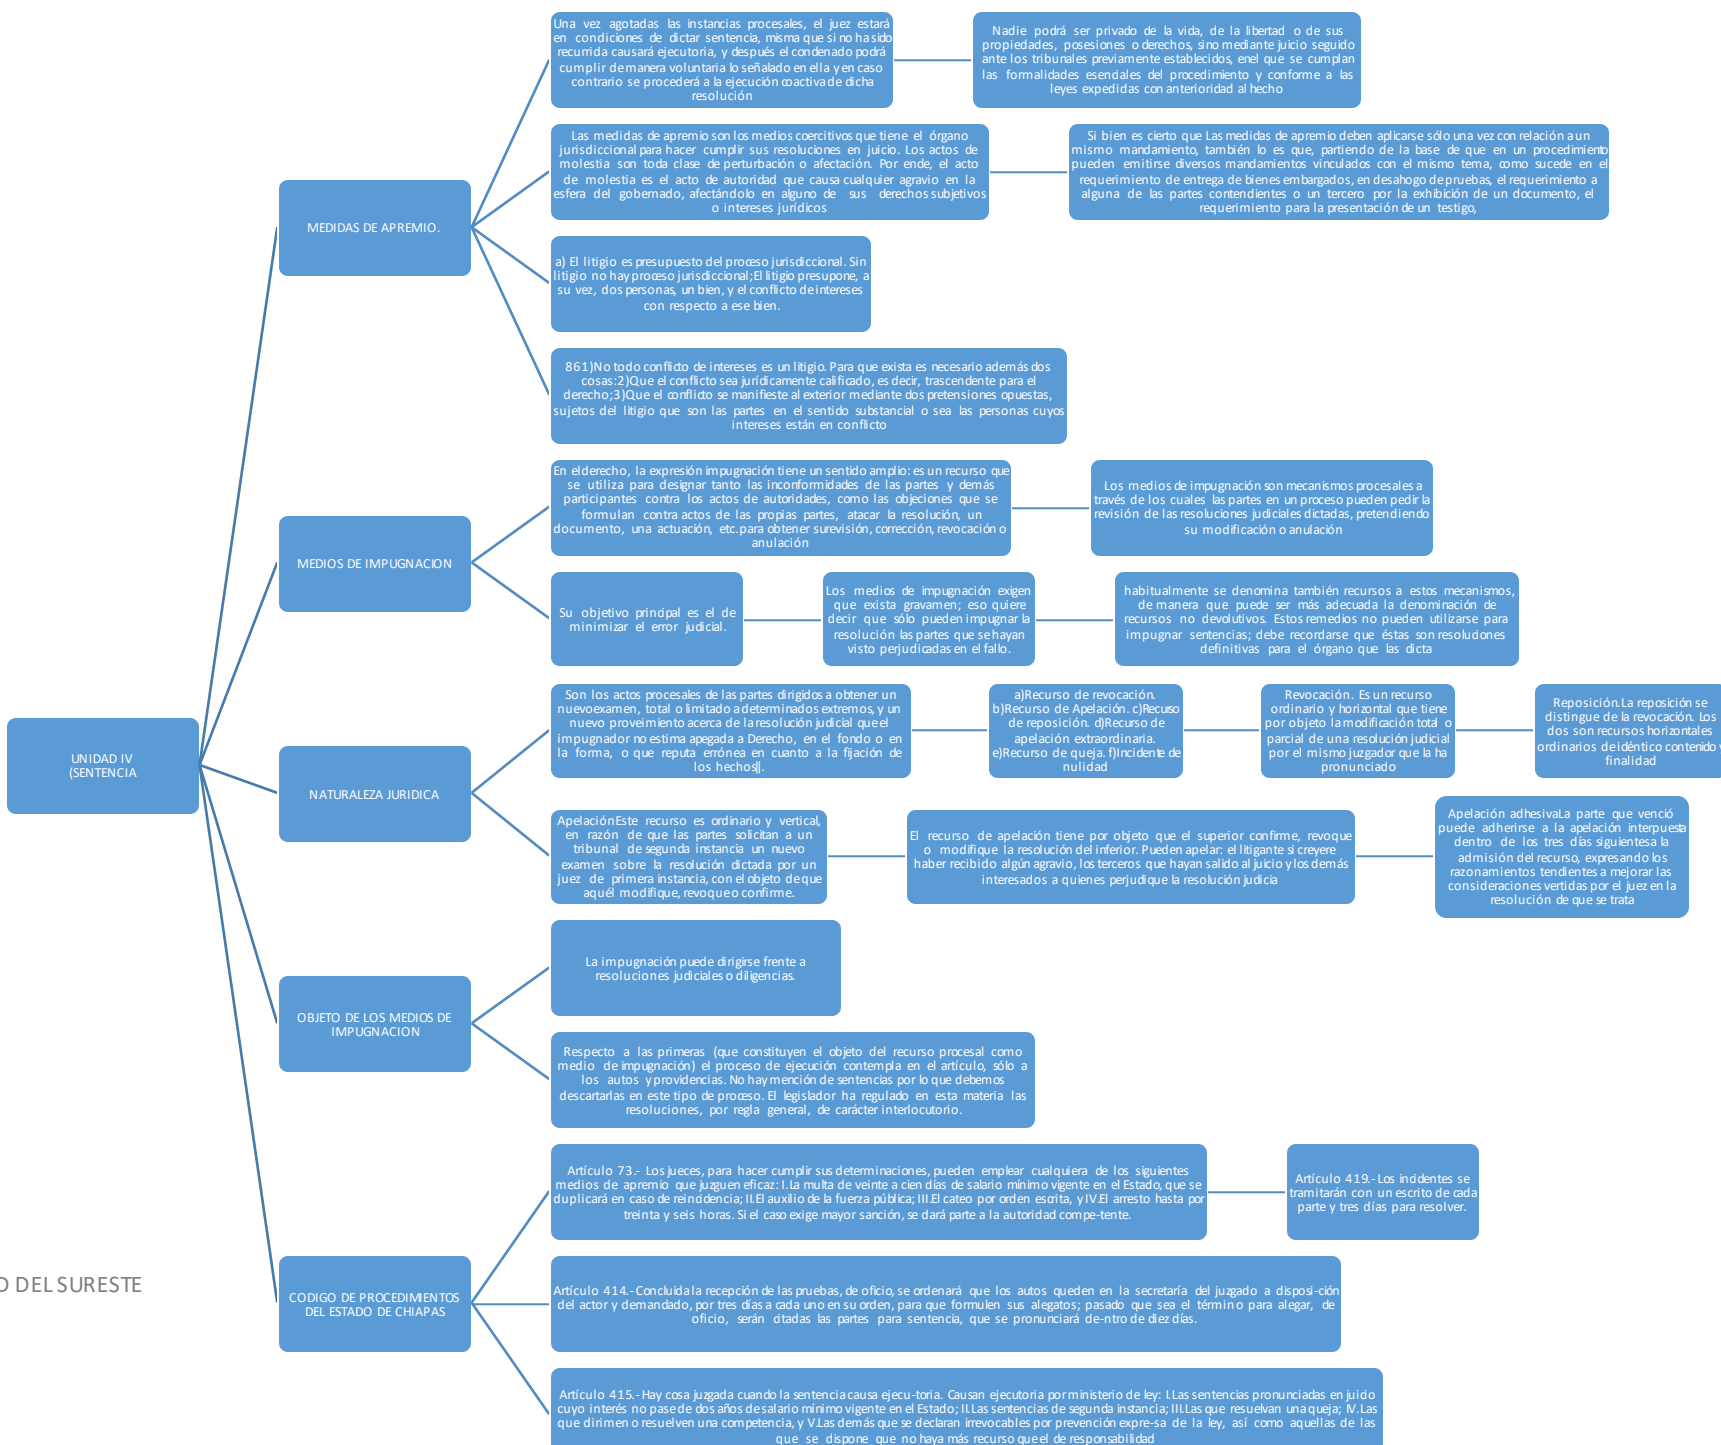 UNIDAD IV
(SENTENCIA
MEDIDAS DE APREMIO.
Una vez agotadas las instancias procesales, el juez estará
en condiciones de dictar sentencia, misma que si no ha sido
recurrida causará ejecutoria, y después el condenado podrá
cumplir de manera voluntaria lo señalado en ella y en caso
contrario se procederá a la ejecución coactiva de dicha
resolución
Nadie podrá ser privado de la vida, de la libertad o de sus
propiedades, posesiones o derechos, sino mediante juicio seguido
ante los tribunales previamente establecidos, enel que se cumplan
las formalidades esenciales del procedimiento y conforme a las
leyes expedidas con anterioridad al hecho
Las medidas de apremio son los medios coercitivos que tiene el órgano
jurisdiccional para hacer cumplir sus resoluciones en juicio. Los actos de
molestia son toda clase de perturbación o afectación. Por ende, el acto
de molestia es el acto de autoridad que causa cualquier agravio en la
esfera del gobernado, afectándolo en alguno de sus derechos subjetivos
o intereses jurídicos
Si bien es cierto que Las medidas de apremio deben aplicarse sólo una vez con relación a un
mismo mandamiento, también lo es que, partiendo de la base de que en un procedimiento
pueden emitirse diversos mandamientos vinculados con el mismo tema, como sucede en el
requerimiento de entrega de bienes embargados, en desahogo de pruebas, el requerimiento a
alguna de las partes contendientes o un tercero por la exhibición de un documento, el
requerimiento para la presentación de un testigo,
a) El litigio es presupuesto del proceso jurisdiccional. Sin
litigio no hay proceso jurisdiccional;El litigio presupone, a
su vez, dos personas, un bien, y el conflicto de intereses
con respecto a ese bien.
861)No todo conflicto de intereses es un litigio. Para que exista es necesario además dos
cosas:2)Que el conflicto sea jurídicamente calificado, es decir, trascendente para el
derecho;3)Que el conflicto se manifieste al exterior mediante dos pretensiones opuestas,
sujetos del litigio que son las partes en el sentido substancial o sea las personas cuyos
intereses están en conflicto
MEDIOS DE IMPUGNACION
En elderecho, la expresión impugnación tiene un sentido amplio: es un recurso que
se utiliza para designar tanto las inconformidades de las partes y demás
participantes contra los actos de autoridades, como las objeciones que se
formulan contra actos de las propias partes, atacar la resolución, un
documento, una actuación, etc.para obtener surevisión, corrección, revocación o
anulación
Los medios de impugnación son mecanismos procesales a
través de los cuales las partes en un proceso pueden pedir la
revisión de las resoluciones judiciales dictadas, pretendiendo
su modificación o anulación
Su objetivo principal es el de
minimizar el error judicial.
Los medios de impugnación exigen
que exista gravamen; eso quiere
decir que sólo pueden impugnar la
resolución las partes que se hayan
visto perjudicadas en el fallo.
habitualmente se denomina también recursos a estos mecanismos,
de manera que puede ser más adecuada la denominación de
recursos no devolutivos. Estos remedios no pueden utilizarse para
impugnar sentencias; debe recordarse que éstas son resoluciones
definitivas para el órgano que las dicta
NATURALEZA JURIDICA
Son los actos procesales de las partes dirigidos a obtener un
nuevoexamen, total o limitado a determinados extremos, y un
nuevo proveimiento acerca de la resolución judicial que el
impugnador no estima apegada a Derecho, en el fondo o en
la forma, o que reputa errónea en cuanto a la fijación de
los hechos‖.
a)Recurso de revocación.
b)Recurso de Apelación. c)Recurso
de reposición. d)Recurso de
apelación extraordinaria.
e)Recurso de queja. f)Incidente de
nulidad
Revocación. Es un recurso
ordinario y horizontal que tiene
por objeto la modificación total o
parcial de una resolución judicial
por el mismo juzgador que la ha
pronunciado
Reposición.La reposición se
distingue de la revocación. Los
dos son recursos horizontales
ordinarios de idéntico contenido y
finalidad
ApelaciónEste recurso es ordinario y vertical,
en razón de que las partes solicitan a un
tribunal de segunda instancia un nuevo
examen sobre la resolución dictada por un
juez de primera instancia, con el objeto de que
aquél modifique, revoque o confirme.
El recurso de apelación tiene por objeto que el superior confirme, revoque
o modifique la resolución del inferior. Pueden apelar: el litigante si creyere
haber recibido algún agravio, los terceros que hayan salido al juicio y los demás
interesados a quienes perjudique la resolución judicia
Apelación adhesivaLa parte que venció
puede adherirse a la apelación interpuesta
dentro de los tres días siguientesa la
admisión del recurso, expresando los
razonamientos tendientes a mejorar las
consideraciones vertidas por el juez en la
resolución de que se trata
OBJETO DE LOS MEDIOS DE
IMPUGNACION
La impugnación puede dirigirse frente a
resoluciones judiciales o diligencias.
Respecto a las primeras (que constituyen el objeto del recurso procesal como
medio de impugnación) el proceso de ejecución contempla en el artículo, sólo a
los autos y providencias. No hay mención de sentencias por lo que debemos
descartarlas en este tipo de proceso. El legislador ha regulado en esta materia las
resoluciones, por regla general, de carácter interlocutorio.
CODIGO DE PROCEDIMIENTOS
DEL ESTADO DE CHIAPAS
Artículo 73.- Los jueces, para hacer cumplir sus determinaciones, pueden emplear cualquiera de los siguientes
medios de apremio que juzguen eficaz: I.La multa de veinte a cien días de salario mínimo vigente en el Estado, que se
duplicará en caso de reincidencia; II.El auxilio de la fuerza pública; III.El cateo por orden escrita, y IV.El arresto hasta por
treinta y seis horas. Si el caso exige mayor sanción, se dará parte a la autoridad compe-tente.
Artículo 419.- Los incidentes se
tramitarán con un escrito de cada
parte y tres días para resolver.
Artículo 414.- Concluida la recepción de las pruebas, de oficio, se ordenará que los autos queden en la secretaría del juzgado a disposi-ción
del actor y demandado, por tres días a cada uno en su orden, para que formulen sus alegatos; pasado que sea el término para alegar, de
oficio, serán citadas las partes para sentencia, que se pronunciará de-ntro de diez días.
Artículo 415.- Hay cosa juzgada cuando la sentencia causa ejecu-toria. Causan ejecutoria por ministerio de ley: I.Las sentencias pronunciadas en juicio
cuyo interés no pase de dos años de salario mínimo vigente en el Estado; II.Las sentencias de segunda instancia; III.Las que resuelvan una queja; IV.Las
que dirimen o resuelven una competencia, y V.Las demás que se declaran irrevocables por prevención expre-sa de la ley, así como aquellas de las
que se dispone que no haya más recurso que el de responsabilidad
D DEL SURESTE